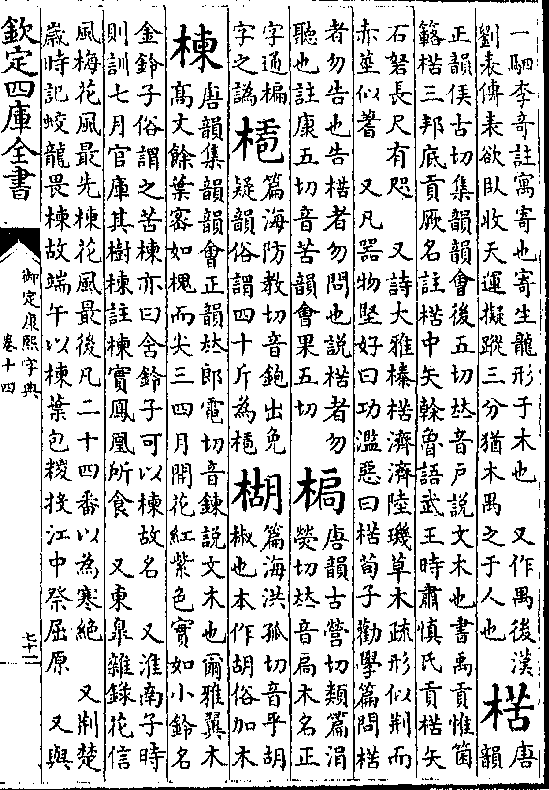 一駟李奇註寓寄也寄生龍形于木也　又作禺後漢
劉表傳表欲臥收天運擬蹤三分猶木禺之于人也　楛　唐韻
正韻侯古切集韻韻會後五切𠀤音戸說文木也書禹貢惟箘
簵楛三邦底貢厥名註楛中矢榦魯語武王時肅慎氏貢楛矢
石砮長尺有咫　又詩大雅榛楛濟濟陸璣草木疏形似荆而
赤莖似蓍　又凡器物堅好曰功濫惡曰楛荀子勸學篇問楛
者勿告也告楛者勿問也說楛者勿
聽也註康五切音苦韻會果五切　㮠　唐韻古營切類篇涓
熒切𠀤音扃木名正
字通楄
字之譌　㮎　篇海防教切音鉋出免
疑韻俗謂四十斤為㮎　楜　篇海洪孤切音乎胡
椒也本作胡俗加木
楝　唐韻集韻韻會正韻𠀤郎電切音鍊說文木也爾雅翼木
高丈餘葉密如槐而尖三四月開花紅紫色實如小鈴名
金鈴子俗謂之苦楝亦曰含鈴子可以楝故名　又淮南子時
則訓七月官庫其樹楝註楝實鳳凰所食　又東臯雜録花信
風梅花風最先楝花風最後凡二十四番以為寒絶　又荆楚
歳時記蛟龍畏楝故端午以楝葉包糉投江中祭屈原　又與
欽定四庫全書
御定康熙字典
卷十四
七十二